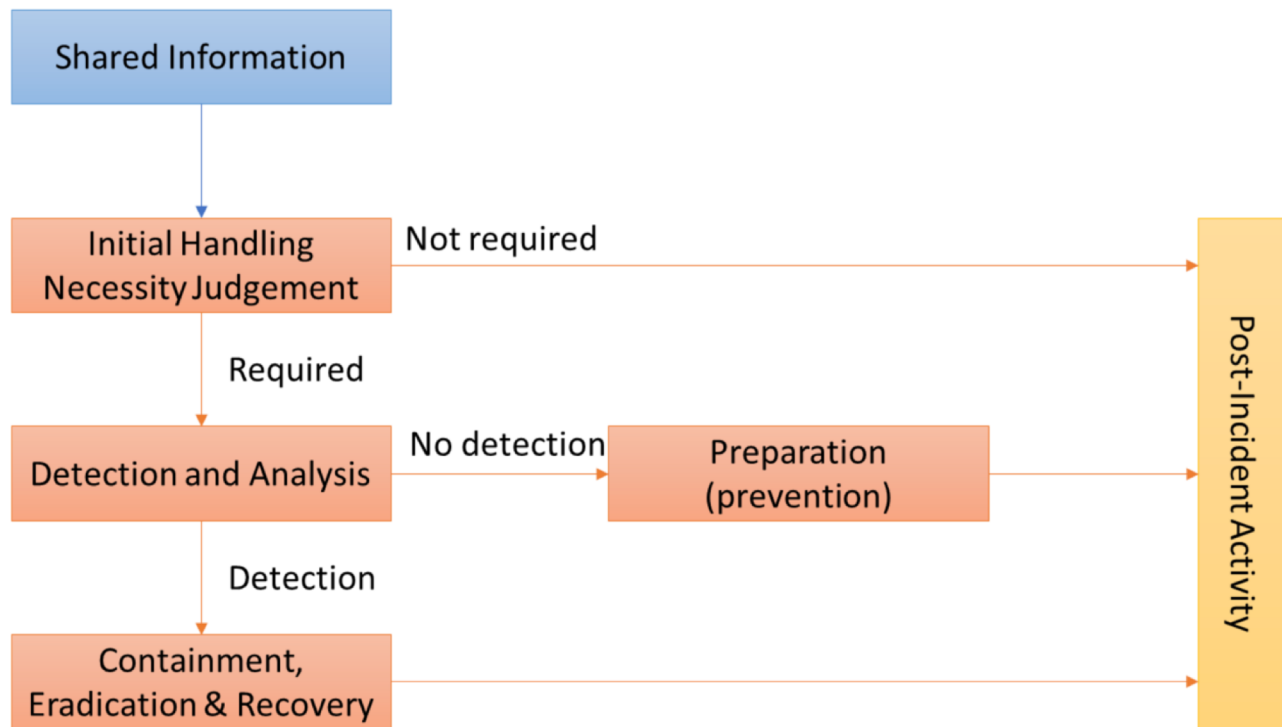 Shared Information
Initial Handling
Necessity Judgement
Not required
Required
Detection and Analysis
No detection
Preparation
(prevention)
Detection
Containment,
Eradication & Recovery
Post-Incident Activity